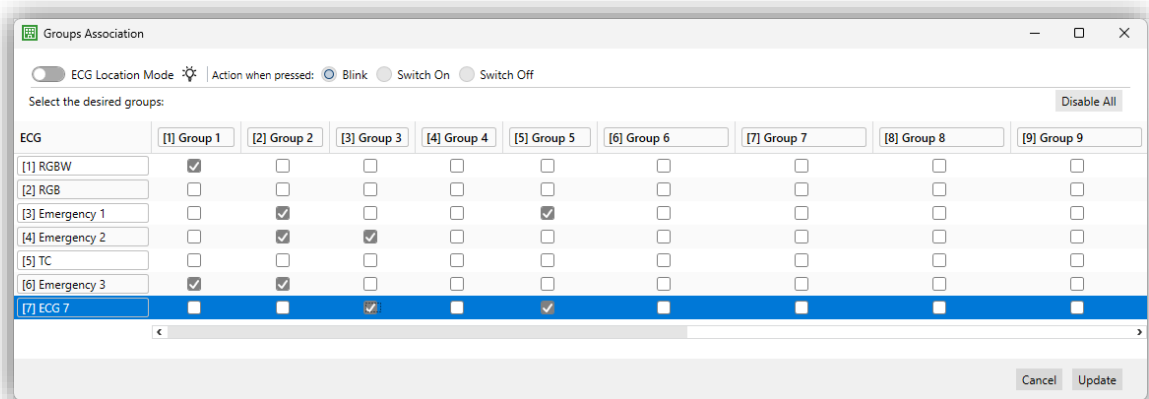 Groups Association
ECG Location Mode Action when pressed: Blink Switch On Switch Off
Select the desired groups: Disable All
ECG [1] Group 1 [2] Group 2 [3] Group 3 [4] Group 4 [5] Group 5 [6] Group 6 [7] Group 7 [8] Group 8 [9] Group 9
[1] RGBW
[2] RGB
[3] Emergency 1
[4] Emergency 2
[5] TC
[6] Emergency 3
[7] ECG 7
Cancel Update